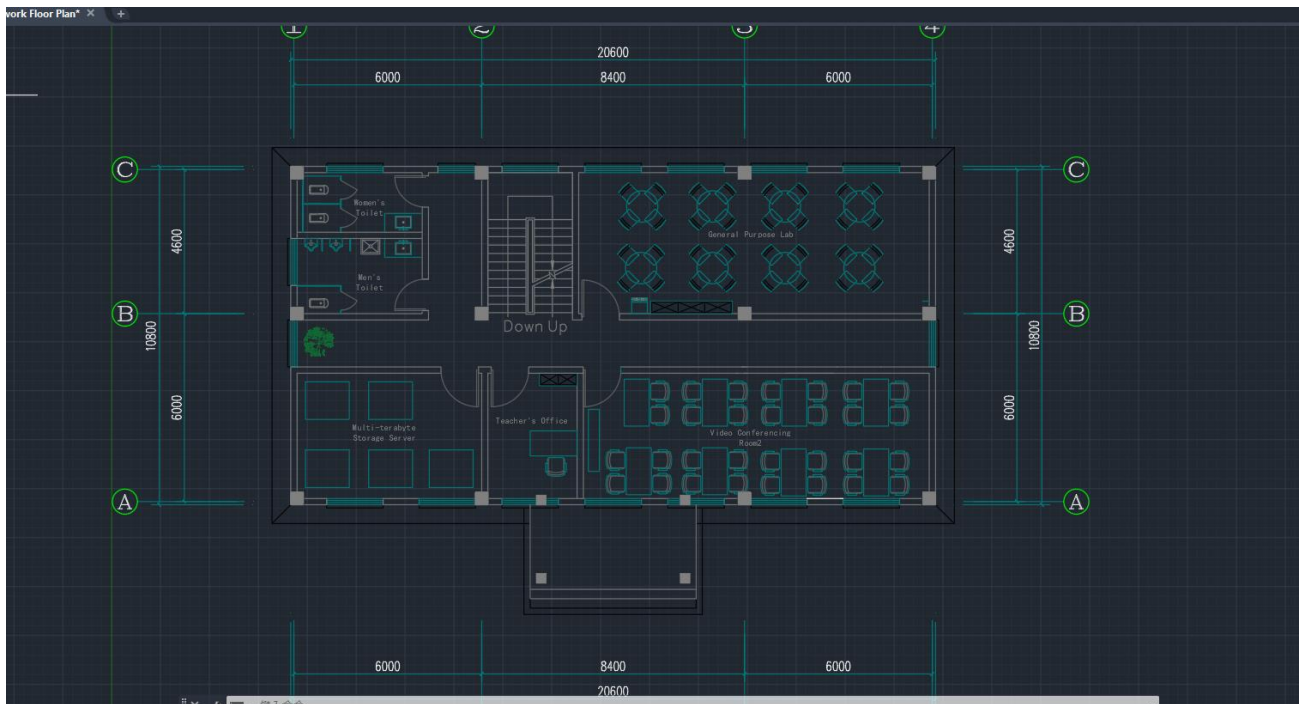 work Floor Plan*
1 2 3 4
20600
6000 8400 6000
C C
Women's
Toilet
General Purpose Lab
4600 4600
Men's
Toilet
B B
Down Up
10800 10800
6000 6000
Teacher's Office
Multi-terabyte
Storage Server
Video Conferencing
Room2
A A
6000 8400 6000
20600